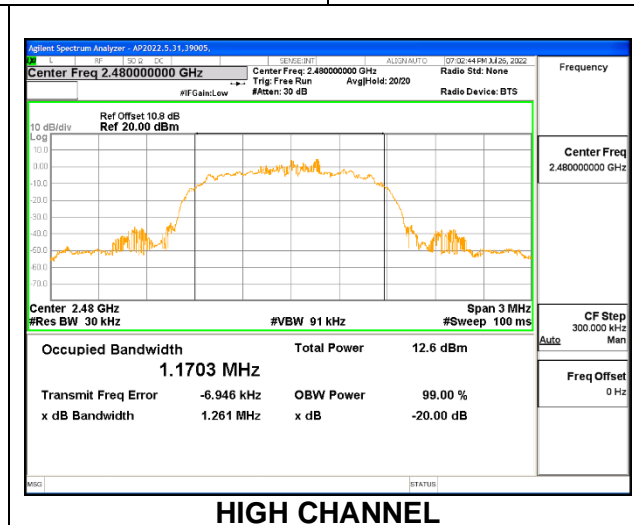 Agilent Spectrum Analyzer - AP2022.5.31,39005,
L RF 50 Ω DC SENSE:INT ALIGN AUTO 07:02:44 PM Jul 26, 2022
Center Freq 2.480000000 GHz Center Freq: 2.480000000 GHz Radio Std: None Frequency
Trig: Free Run Avg|Hold: 20/20
#IFGain:Low #Atten: 30 dB Radio Device: BTS
Ref Offset 10.8 dB
10 dB/div Ref 20.00 dBm
Log
10.0
0.00
-10.0
-20.0
-30.0
-40.0
-50.0
-60.0
-70.0
Center Freq
2.480000000 GHz
Center 2.48 GHz Span 3 MHz
#Res BW 30 kHz #VBW 91 kHz #Sweep 100 ms
CF Step
300.000 kHz
Auto Man
Occupied Bandwidth Total Power 12.6 dBm
1.1703 MHz
Transmit Freq Error -6.946 kHz OBW Power 99.00 %
x dB Bandwidth 1.261 MHz x dB -20.00 dB
Freq Offset
0 Hz
MSG STATUS
HIGH CHANNEL